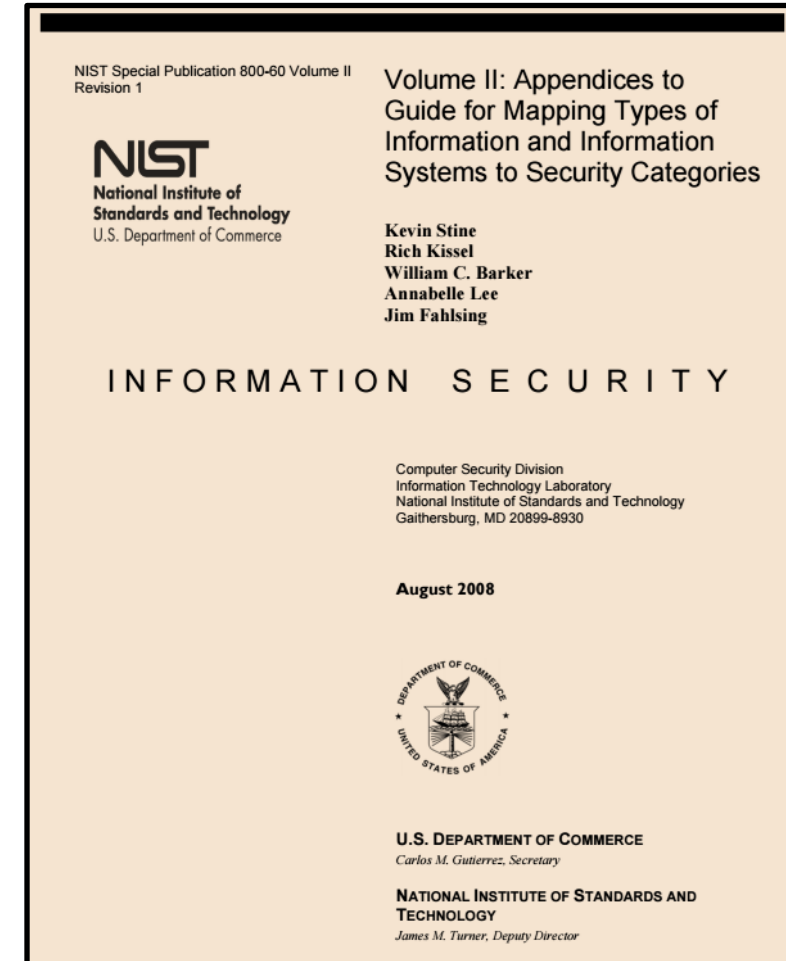 NIST Special Publication 800-60 Volume II
Revision 1
NIST
National Institute of
Standards and Technology
U.S. Department of Commerce
Volume II: Appendices to
Guide for Mapping Types of
Information and Information
Systems to Security Categories
Kevin Stine
Rich Kissel
William C. Barker
Annabelle Lee
Jim Fahlsing
INFORMATION SECURITY
Computer Security Division
Information Technology Laboratory
National Institute of Standards and Technology
Gaithersburg, MD 20899-8930
August 2008
DEPARTMENT OF COMMERCE
UNITED STATES OF AMERICA
U.S. DEPARTMENT OF COMMERCE
Carlos M. Gutierrez, Secretary
NATIONAL INSTITUTE OF STANDARDS AND
TECHNOLOGY
James M. Turner, Deputy Director